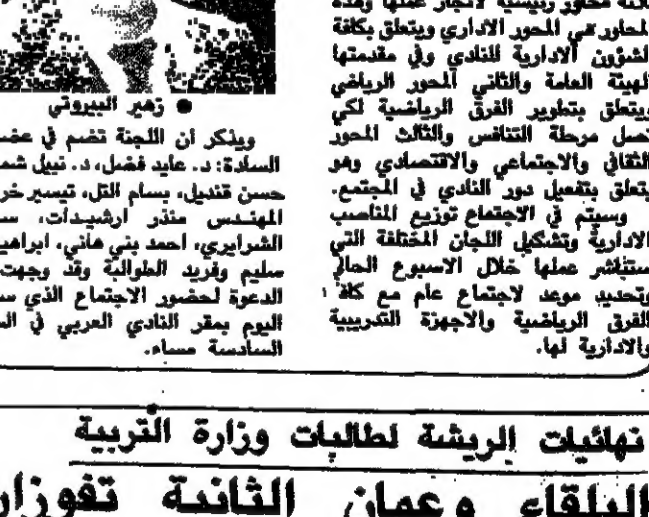 ثلاثة محاور رئيسية لانجاز عملها وهذه
المحاور هي المحور الاداري ويتعلق بكافة
الشؤون الادارية للنادي وفي مقدمتها
الهيئة العامة والثاني المحور الرياضي
ويتعلق بتطوير الفرق الرياضية لكي
تصل مرحلة التنافس والثالث المحور
الثقافي والاجتماعي والاقتصادي وهو
يتعلق بتفعيل دور النادي في المجتمع.
وسيتم في الاجتماع توزيع المناصب
الادارية وتشكيل اللجان المختلفة التي
ستباشر عملها خلال الاسبوع الحالي
وتحديد موعد لاجتماع عام مع كافة
الفرق الرياضية والاجهزة التدريبية
والادارية لها.
● زهير البيروتي
ويذكر ان اللجنة تضم في
السادة: د. عايد فضل، د. نبيل
حسن قنديل، بسام التل، تيسير
المهندس منذر ارشيدات،
الشرايري، احمد بني هاني،
سليم وفريد الطوالبة وقد وجهت
الدعوة لحضور الاجتماع الذي
اليوم بمقر النادي العربي في
السادسة مساء.
نهائيات الريشة لطالبات وزارة التربية
البلقاء وعمان الثانية تفوزان